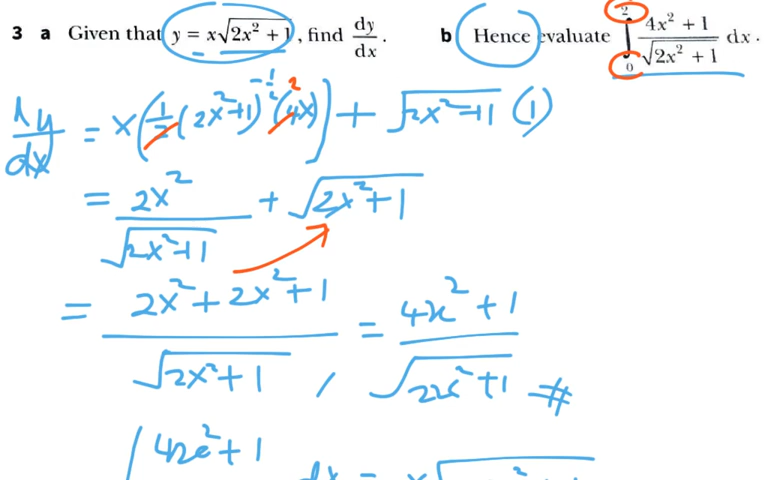 3 a Given that y = x√(2x² + 1), find dy/dx. b Hence evaluate ∫₀² (4x² + 1)/√(2x² + 1) dx.
dy/dx = x(1/2(2x²+1)^(-1/2)(4x)) + √(2x²+1) (1)
2
= 2x²/√(2x²+1) + √(2x²+1)
= (2x² + 2x² + 1)/√(2x²+1) , = (4x² + 1)/√(2x²+1) #
∫ 4x² + 1 dx = x√